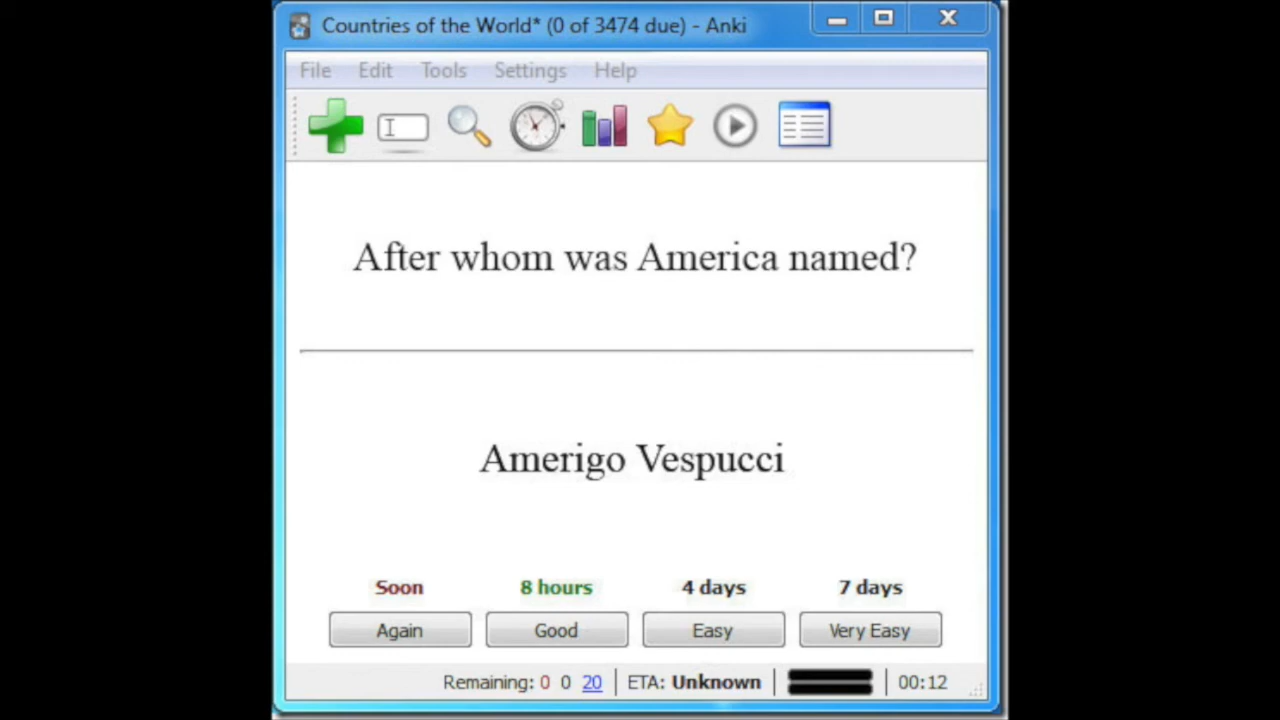 Countries of the World* (0 of 3474 due) - Anki
File Edit Tools Settings Help
After whom was America named?
Amerigo Vespucci
Soon 8 hours 4 days 7 days
Again Good Easy Very Easy
Remaining: 0 0 20 ETA: Unknown 00:12